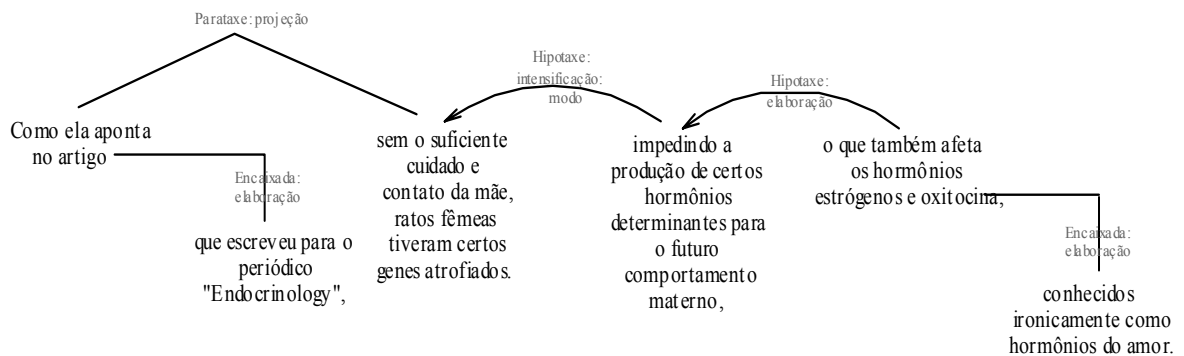 Parataxe: projeção
Como ela aponta
no artigo
Encaixada:
elaboração
que escreveu para o
periódico
"Endocrinology",
sem o suficiente
cuidado e
contato da mãe,
ratos fêmeas
tiveram certos
genes atrofiados.
Hipotaxe:
intensificação:
modo
impedindo a
produção de certos
hormônios
determinantes para
o futuro
comportamento
materno,
Hipotaxe:
elaboração
o que também afeta
os hormônios
estrógenos e oxitocina,
Encaixada:
elaboração
conhecidos
ironicamente como
hormônios do amor.